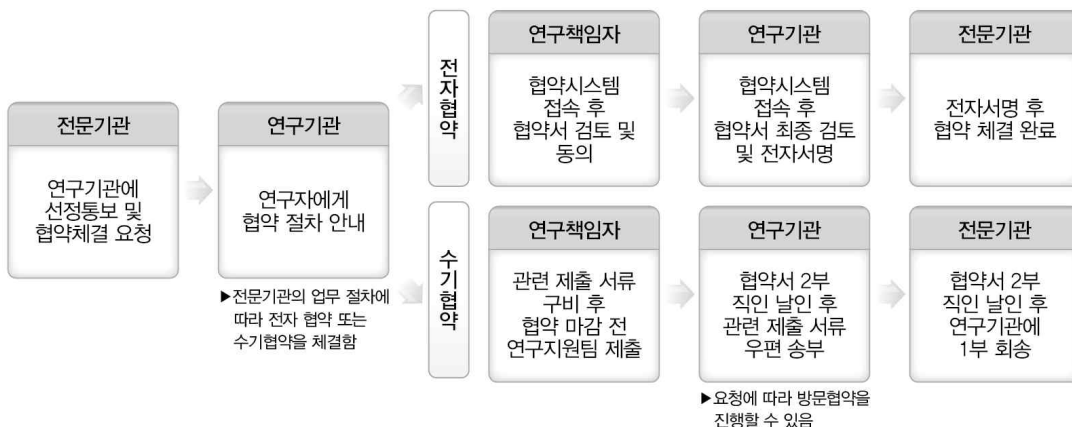 전문기관
연구기관에
선정통보 및
협약체결 요청
연구기관
연구자에게
협약 절차 안내
▶전문기관의 업무 절차에
따라 전자 협약 또는
수기협약을 체결함
전자협약
연구책임자
협약시스템
접속 후
협약서 검토 및
동의
연구기관
협약시스템
접속 후
협약서 최종 검토
및 전자서명
전문기관
전자서명 후
협약 체결 완료
수기협약
연구책임자
관련 제출 서류
구비 후
협약 마감 전
연구지원팀 제출
연구기관
협약서 2부
직인 날인 후
관련 제출 서류
우편 송부
▶요청에 따라 방문협약을
진행할 수 있음
전문기관
협약서 2부
직인 날인 후
연구기관에
1부 회송